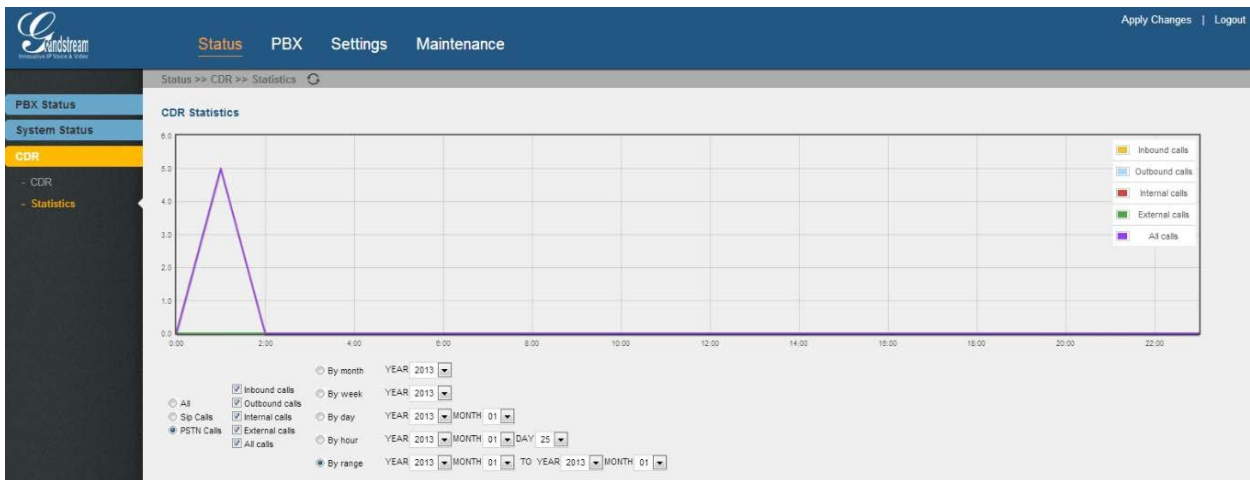 Grandstream
Innovative IP Voice & Video
Apply Changes | Logout
Status PBX Settings Maintenance
Status >> CDR >> Statistics
PBX Status
System Status
CDR
- CDR
- Statistics
CDR Statistics
6.0
5.0
4.0
3.0
2.0
1.0
0.0
0:00 2:00 4:00 6:00 8:00 10:00 12:00 14:00 16:00 18:00 20:00 22:00
Inbound calls
Outbound calls
Internal calls
External calls
All calls
All
Sip Calls
PSTN Calls
Inbound calls
Outbound calls
Internal calls
External calls
All calls
By month YEAR 2013
By week YEAR 2013
By day YEAR 2013 MONTH 01
By hour YEAR 2013 MONTH 01 DAY 25
By range YEAR 2013 MONTH 01 TO YEAR 2013 MONTH 01